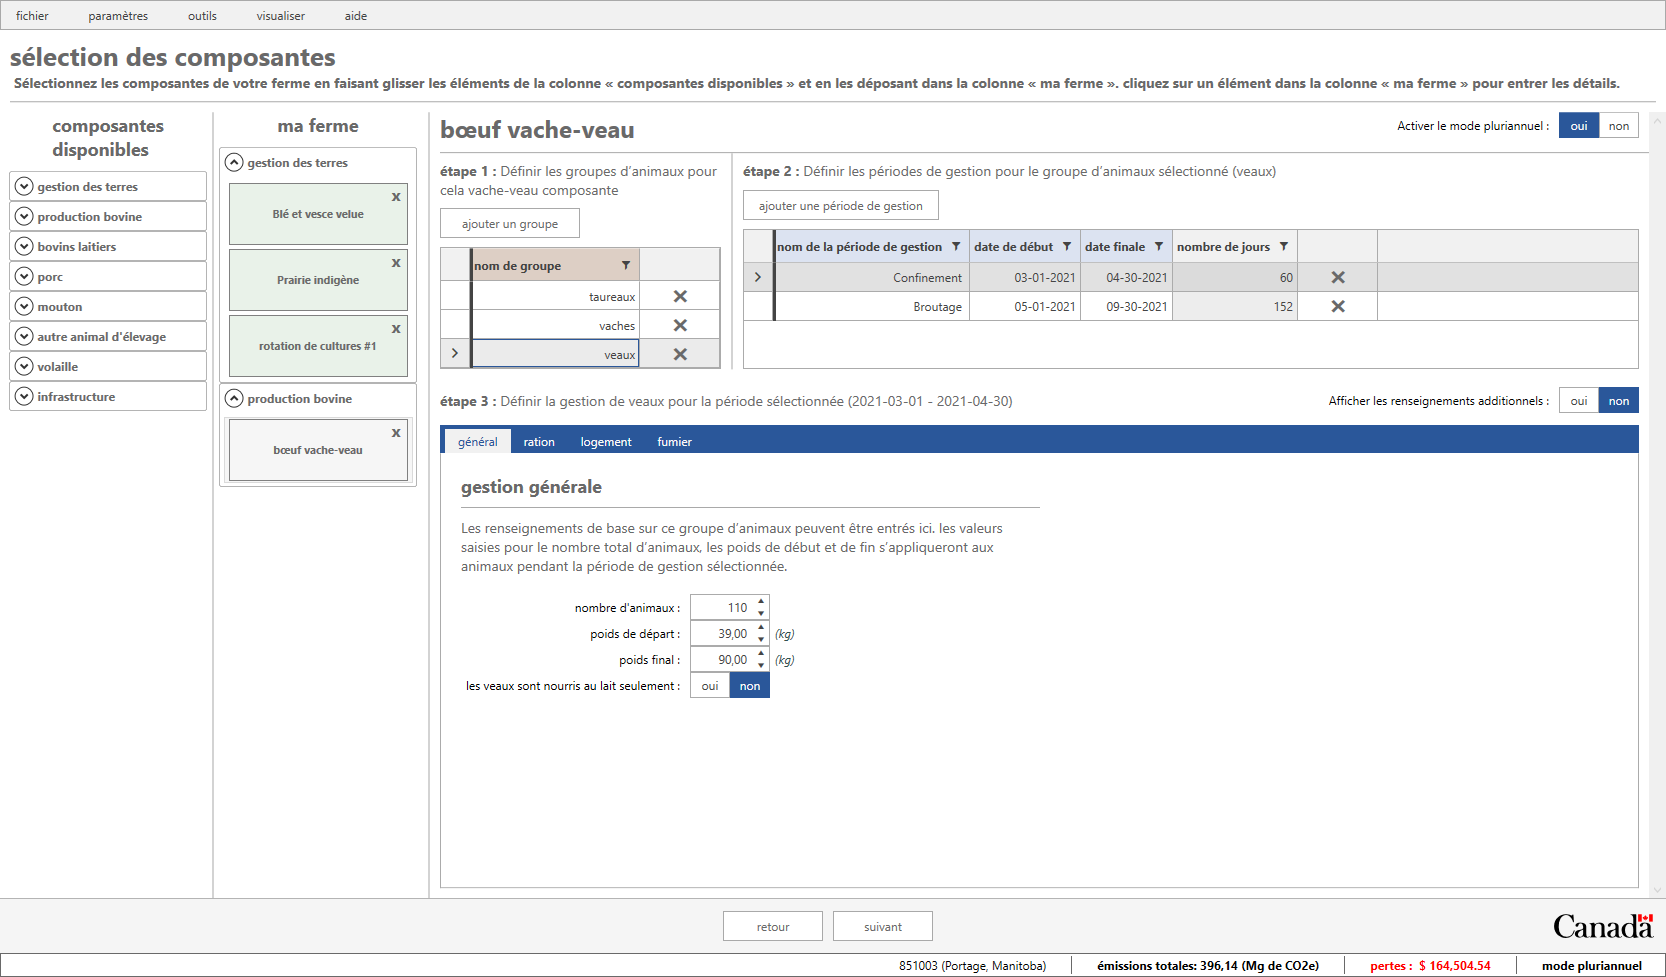 fichier paramètres outils visualiser aide
sélection des composantes
Sélectionnez les composantes de votre ferme en faisant glisser les éléments de la colonne « composantes disponibles » et en les déposant dans la colonne « ma ferme ». cliquez sur un élément dans la colonne « ma ferme » pour entrer les détails.
composantes
disponibles
gestion des terres
production bovine
bovins laitiers
porc
mouton
autre animal d'élevage
volaille
infrastructure
ma ferme
gestion des terres
x
Blé et vesce velue
x
Prairie indigène
x
rotation de cultures #1
production bovine
x
bœuf vache-veau
bœuf vache-veau
Activer le mode pluriannuel : oui non
étape 1 : Définir les groupes d’animaux pour
cela vache-veau composante
ajouter un groupe
nom de groupe
taureaux
vaches
veaux
étape 2 : Définir les périodes de gestion pour le groupe d’animaux sélectionné (veaux)
ajouter une période de gestion
nom de la période de gestion date de début date finale nombre de jours
Confinement 03-01-2021 04-30-2021 60
Broutage 05-01-2021 09-30-2021 152
étape 3 : Définir la gestion de veaux pour la période sélectionnée (2021-03-01 - 2021-04-30)
Afficher les renseignements additionnels : oui non
général ration logement fumier
gestion générale
Les renseignements de base sur ce groupe d’animaux peuvent être entrés ici. les valeurs
saisies pour le nombre total d’animaux, les poids de début et de fin s’appliqueront aux
animaux pendant la période de gestion sélectionnée.
nombre d'animaux : 110
poids de départ : 39,00 (kg)
poids final : 90,00 (kg)
les veaux sont nourris au lait seulement : oui non
retour suivant
Canada
851003 (Portage, Manitoba) émissions totales: 396,14 (Mg de CO2e) pertes : $ 164,504.54 mode pluriannuel